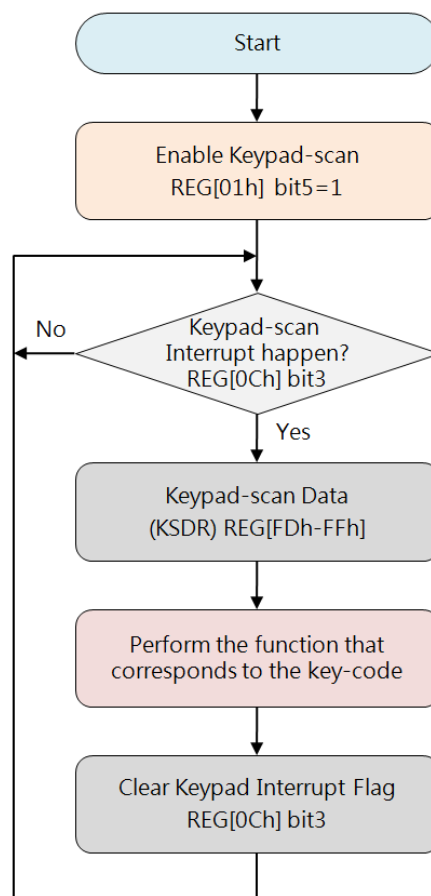 Start
Enable Keypad-scan
REG[01h] bit5=1
Keypad-scan
Interrupt happen?
REG[0Ch] bit3
No
Yes
Keypad-scan Data
(KSDR) REG[FDh-FFh]
Perform the function that
corresponds to the key-code
Clear Keypad Interrupt Flag
REG[0Ch] bit3